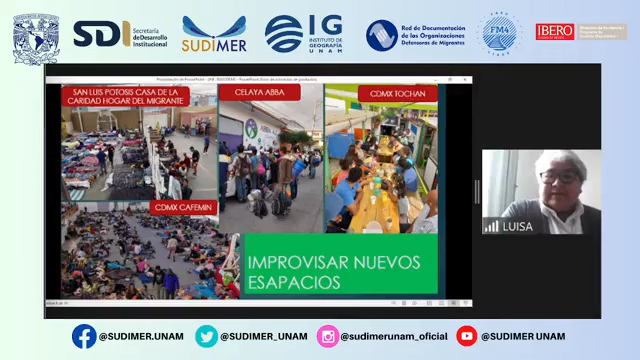 SDI
Secretaría
de Desarrollo
Institucional
SUDIMER
IG
INSTITUTO DE
GEOGRAFÍA
UNAM
Red de Documentación
de las Organizaciones
Defensoras de Migrantes
FM4
IBERO
SAN LUIS POTOSIS CASA DE LA
CARIDAD HOGAR DEL MIGRANTE
CELAYA ABBA
CDMX TOCHAN
CDMX CAFEMIN
IMPROVISAR NUEVOS
ESAPACIOS
LUISA
@SUDIMER.UNAM
@SUDIMER_UNAM
@sudimerunam_oficial
@SUDIMER UNAM